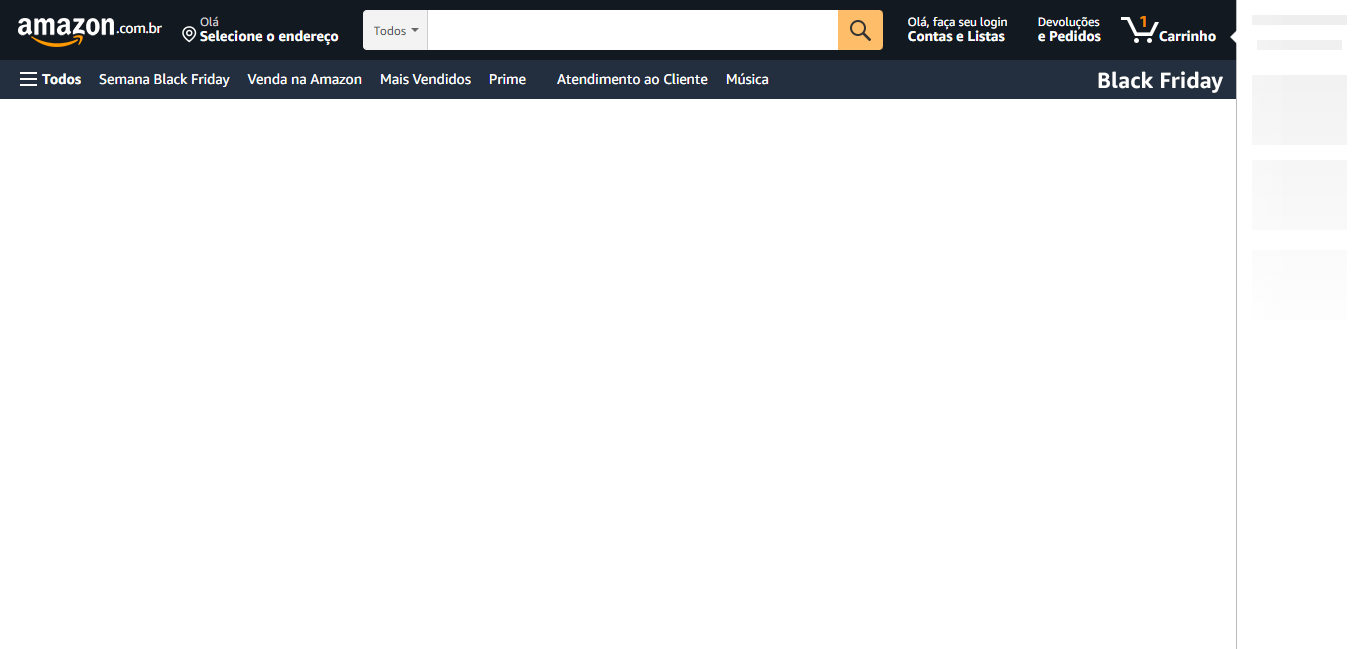 amazon.com.br
Olá
Selecione o endereço
Todos
Olá, faça seu login
Contas e Listas
Devoluções
e Pedidos
1
Carrinho
Todos Semana Black Friday Venda na Amazon Mais Vendidos Prime Atendimento ao Cliente Música Black Friday